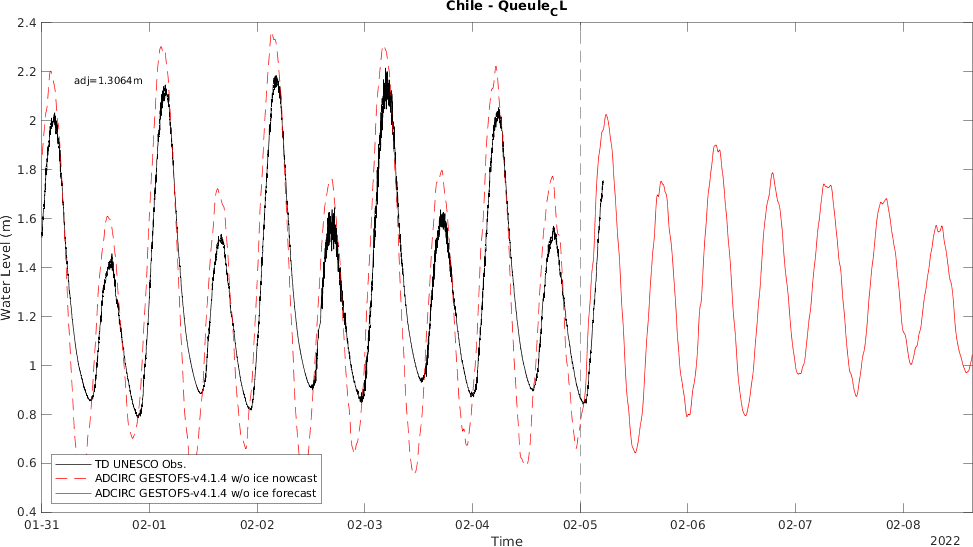 Chile - Queule_CL
adj=1.3064m
2.4
2.2
2
1.8
1.6
1.4
1.2
1
0.8
0.6
0.4
Water Level (m)
TD UNESCO Obs.
ADCIRC GESTOFS-v4.1.4 w/o ice nowcast
ADCIRC GESTOFS-v4.1.4 w/o ice forecast
01-31 02-01 02-02 02-03 02-04 02-05 02-06 02-07 02-08
Time
2022